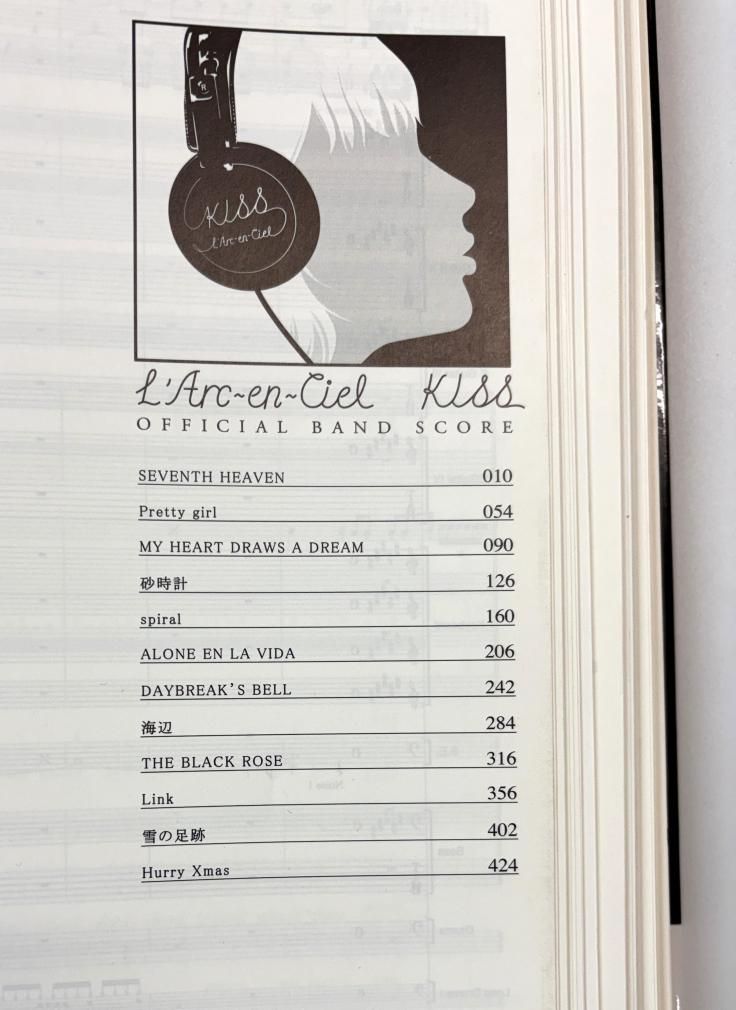 R
KISS
L'Arc~en~Ciel
L'Arc~en~Ciel KISS
OFFICIAL BAND SCORE
SEVENTH HEAVEN 010
Pretty girl 054
MY HEART DRAWS A DREAM 090
砂時計 126
spiral 160
ALONE EN LA VIDA 206
DAYBREAK'S BELL 242
海辺 284
THE BLACK ROSE 316
Link 356
雪の足跡 402
Hurry Xmas 424